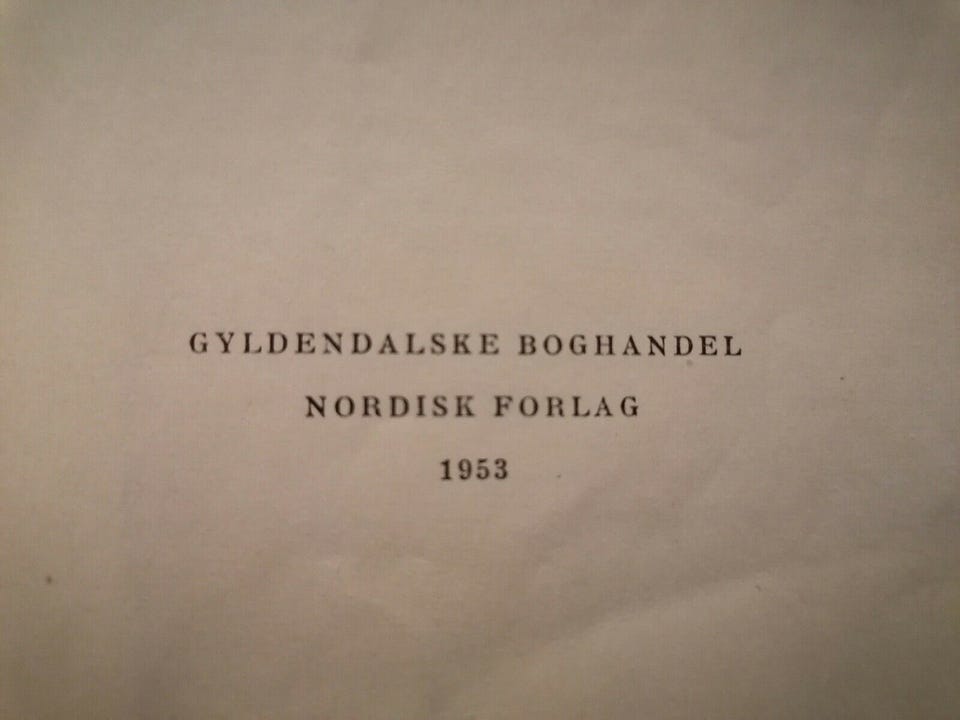 GYLDENDALSKE BOGHANDEL
NORDISK FORLAG
1953